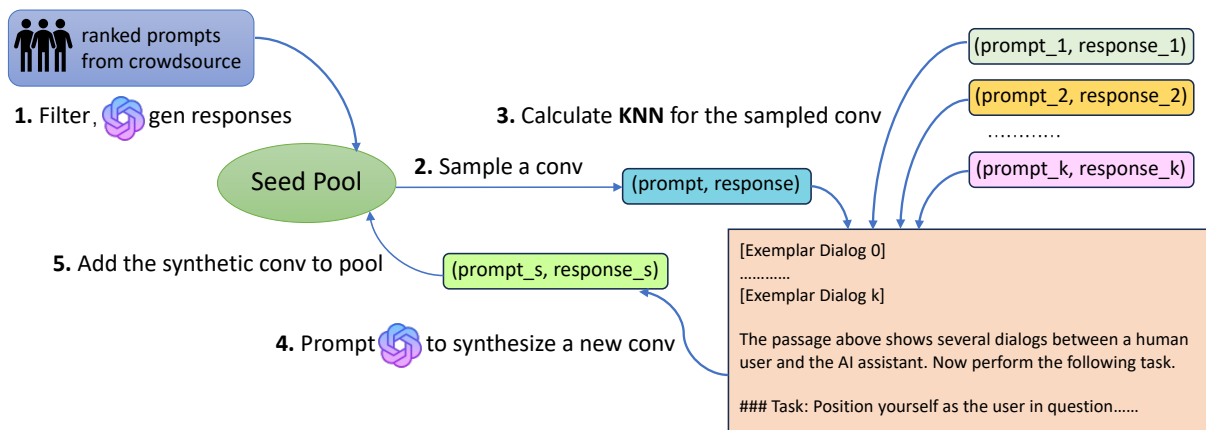 ranked prompts
from crowdsource
1. Filter, gen responses
Seed Pool
2. Sample a conv
(prompt, response)
3. Calculate KNN for the sampled conv
(prompt_1, response_1)
(prompt_2, response_2)
…………
(prompt_k, response_k)
[Exemplar Dialog 0]
…………
[Exemplar Dialog k]
The passage above shows several dialogs between a human
user and the AI assistant. Now perform the following task.
### Task: Position yourself as the user in question……
4. Prompt to synthesize a new conv
(prompt_s, response_s)
5. Add the synthetic conv to pool